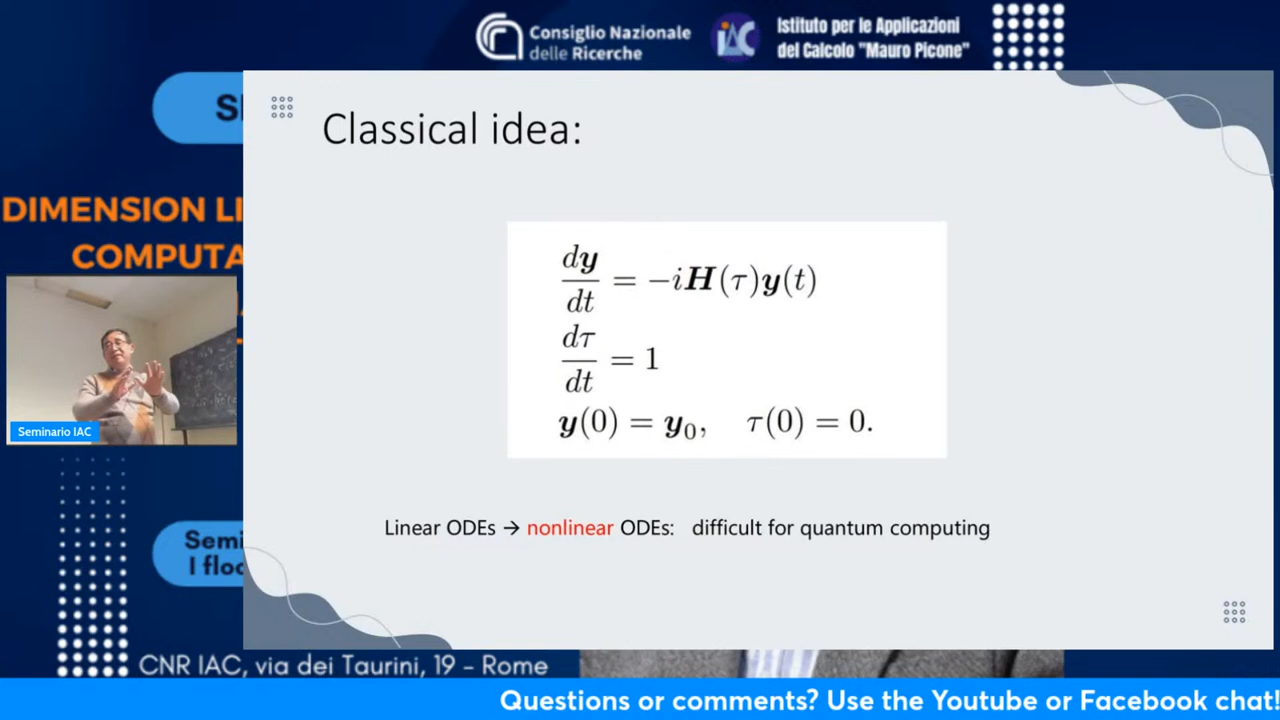 Consiglio Nazionale
delle Ricerche
IAC
Istituto per le Applicazioni
del Calcolo "Mauro Picone"
DIMENSION LI
COMPUTA
Seminario IAC
Classical idea:
dy/dt = −iH(τ)y(t)
dτ/dt = 1
y(0) = y₀, τ(0) = 0.
Linear ODEs → nonlinear ODEs: difficult for quantum computing
Semi
I floo
CNR IAC, via dei Taurini, 19 - Rome
Questions or comments? Use the Youtube or Facebook chat!